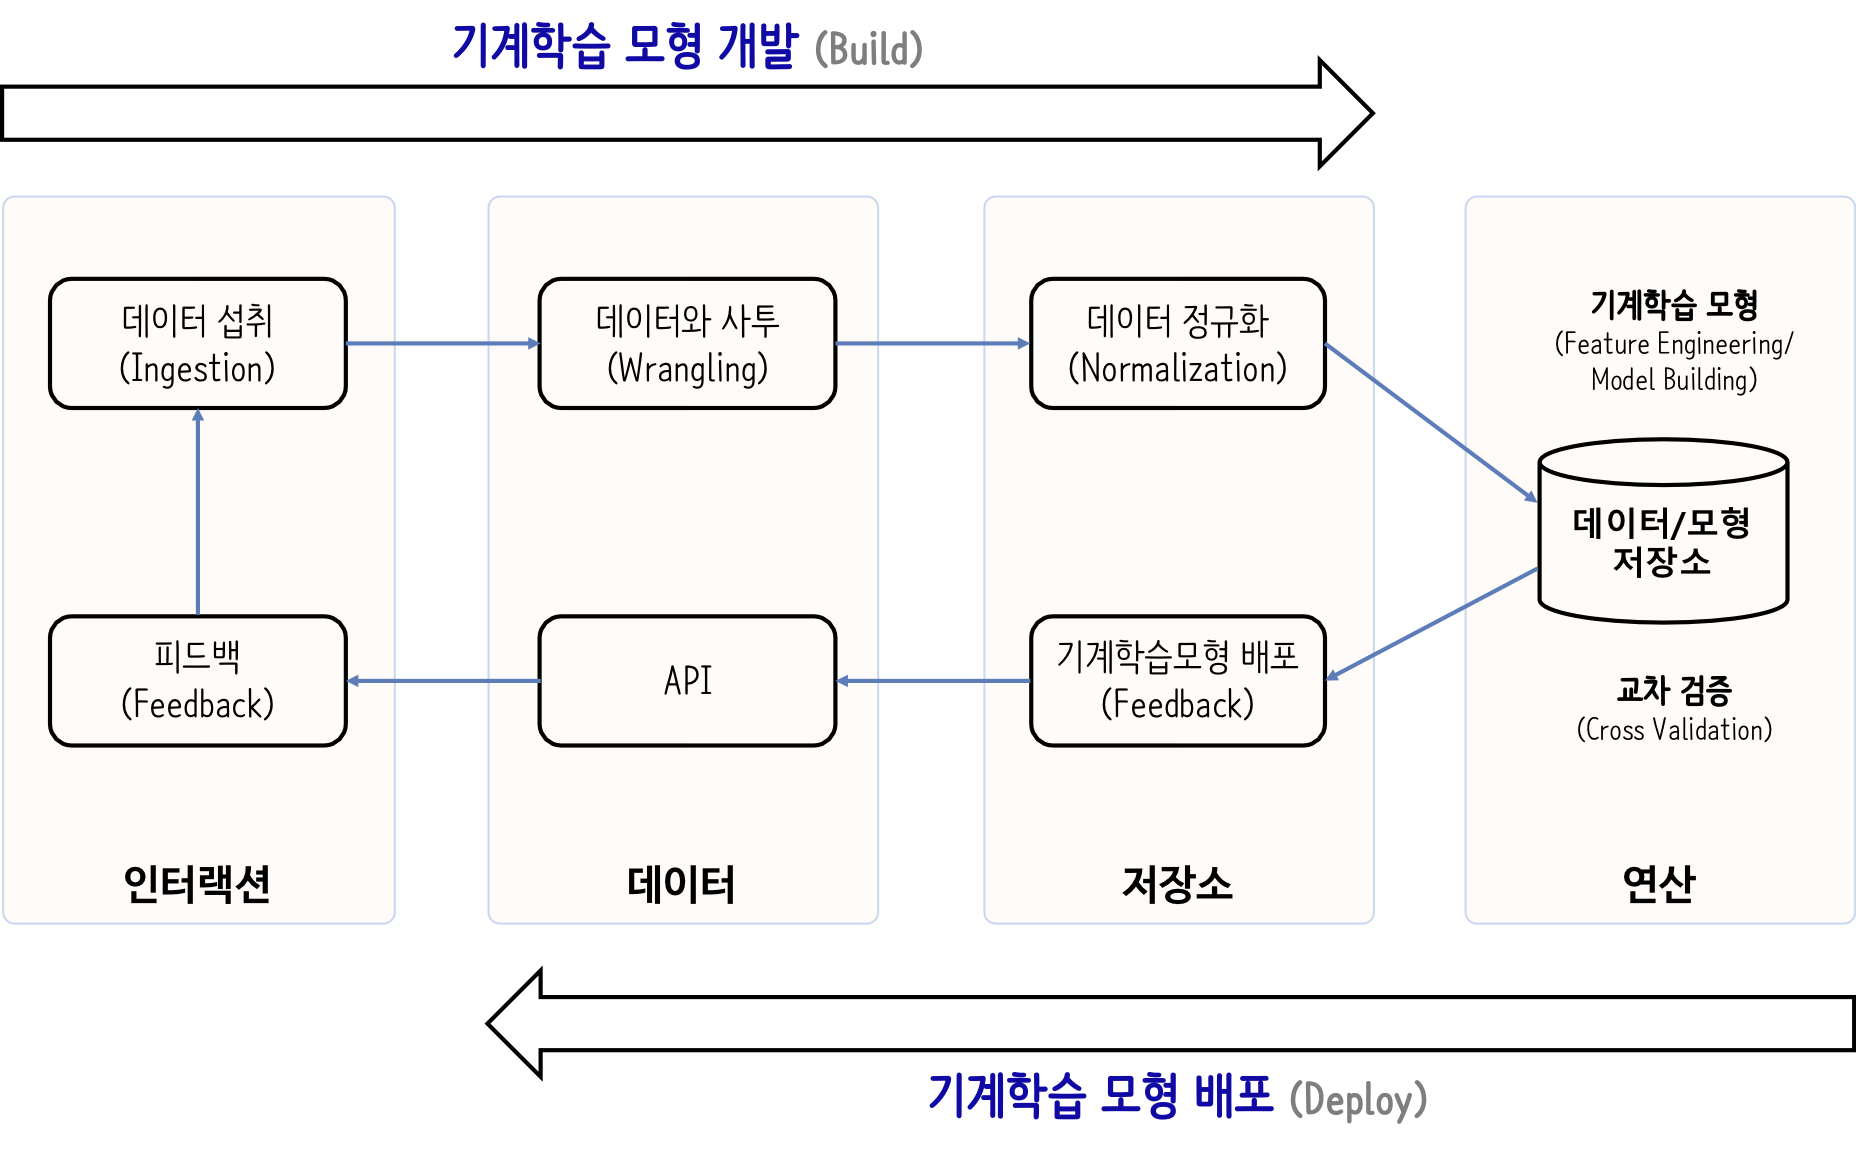 기계학습 모형 개발 (Build)
데이터 섭취
(Ingestion)
데이터와 사투
(Wrangling)
데이터 정규화
(Normalization)
기계학습 모형
(Feature Engineering/
Model Building)
데이터/모형
저장소
피드백
(Feedback)
API
기계학습모형 배포
(Feedback)
교차 검증
(Cross Validation)
인터랙션
데이터
저장소
연산
기계학습 모형 배포 (Deploy)